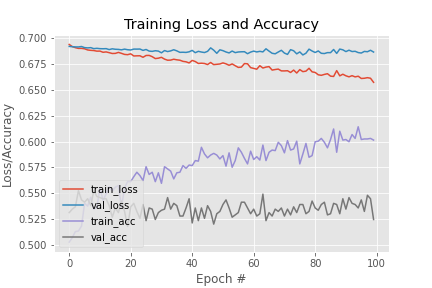 Training Loss and Accuracy
0.700
0.675
0.650
0.625
0.600
0.575
0.550
0.525
0.500
Loss/Accuracy
train_loss
val_loss
train_acc
val_acc
0 20 40 60 80 100
Epoch #